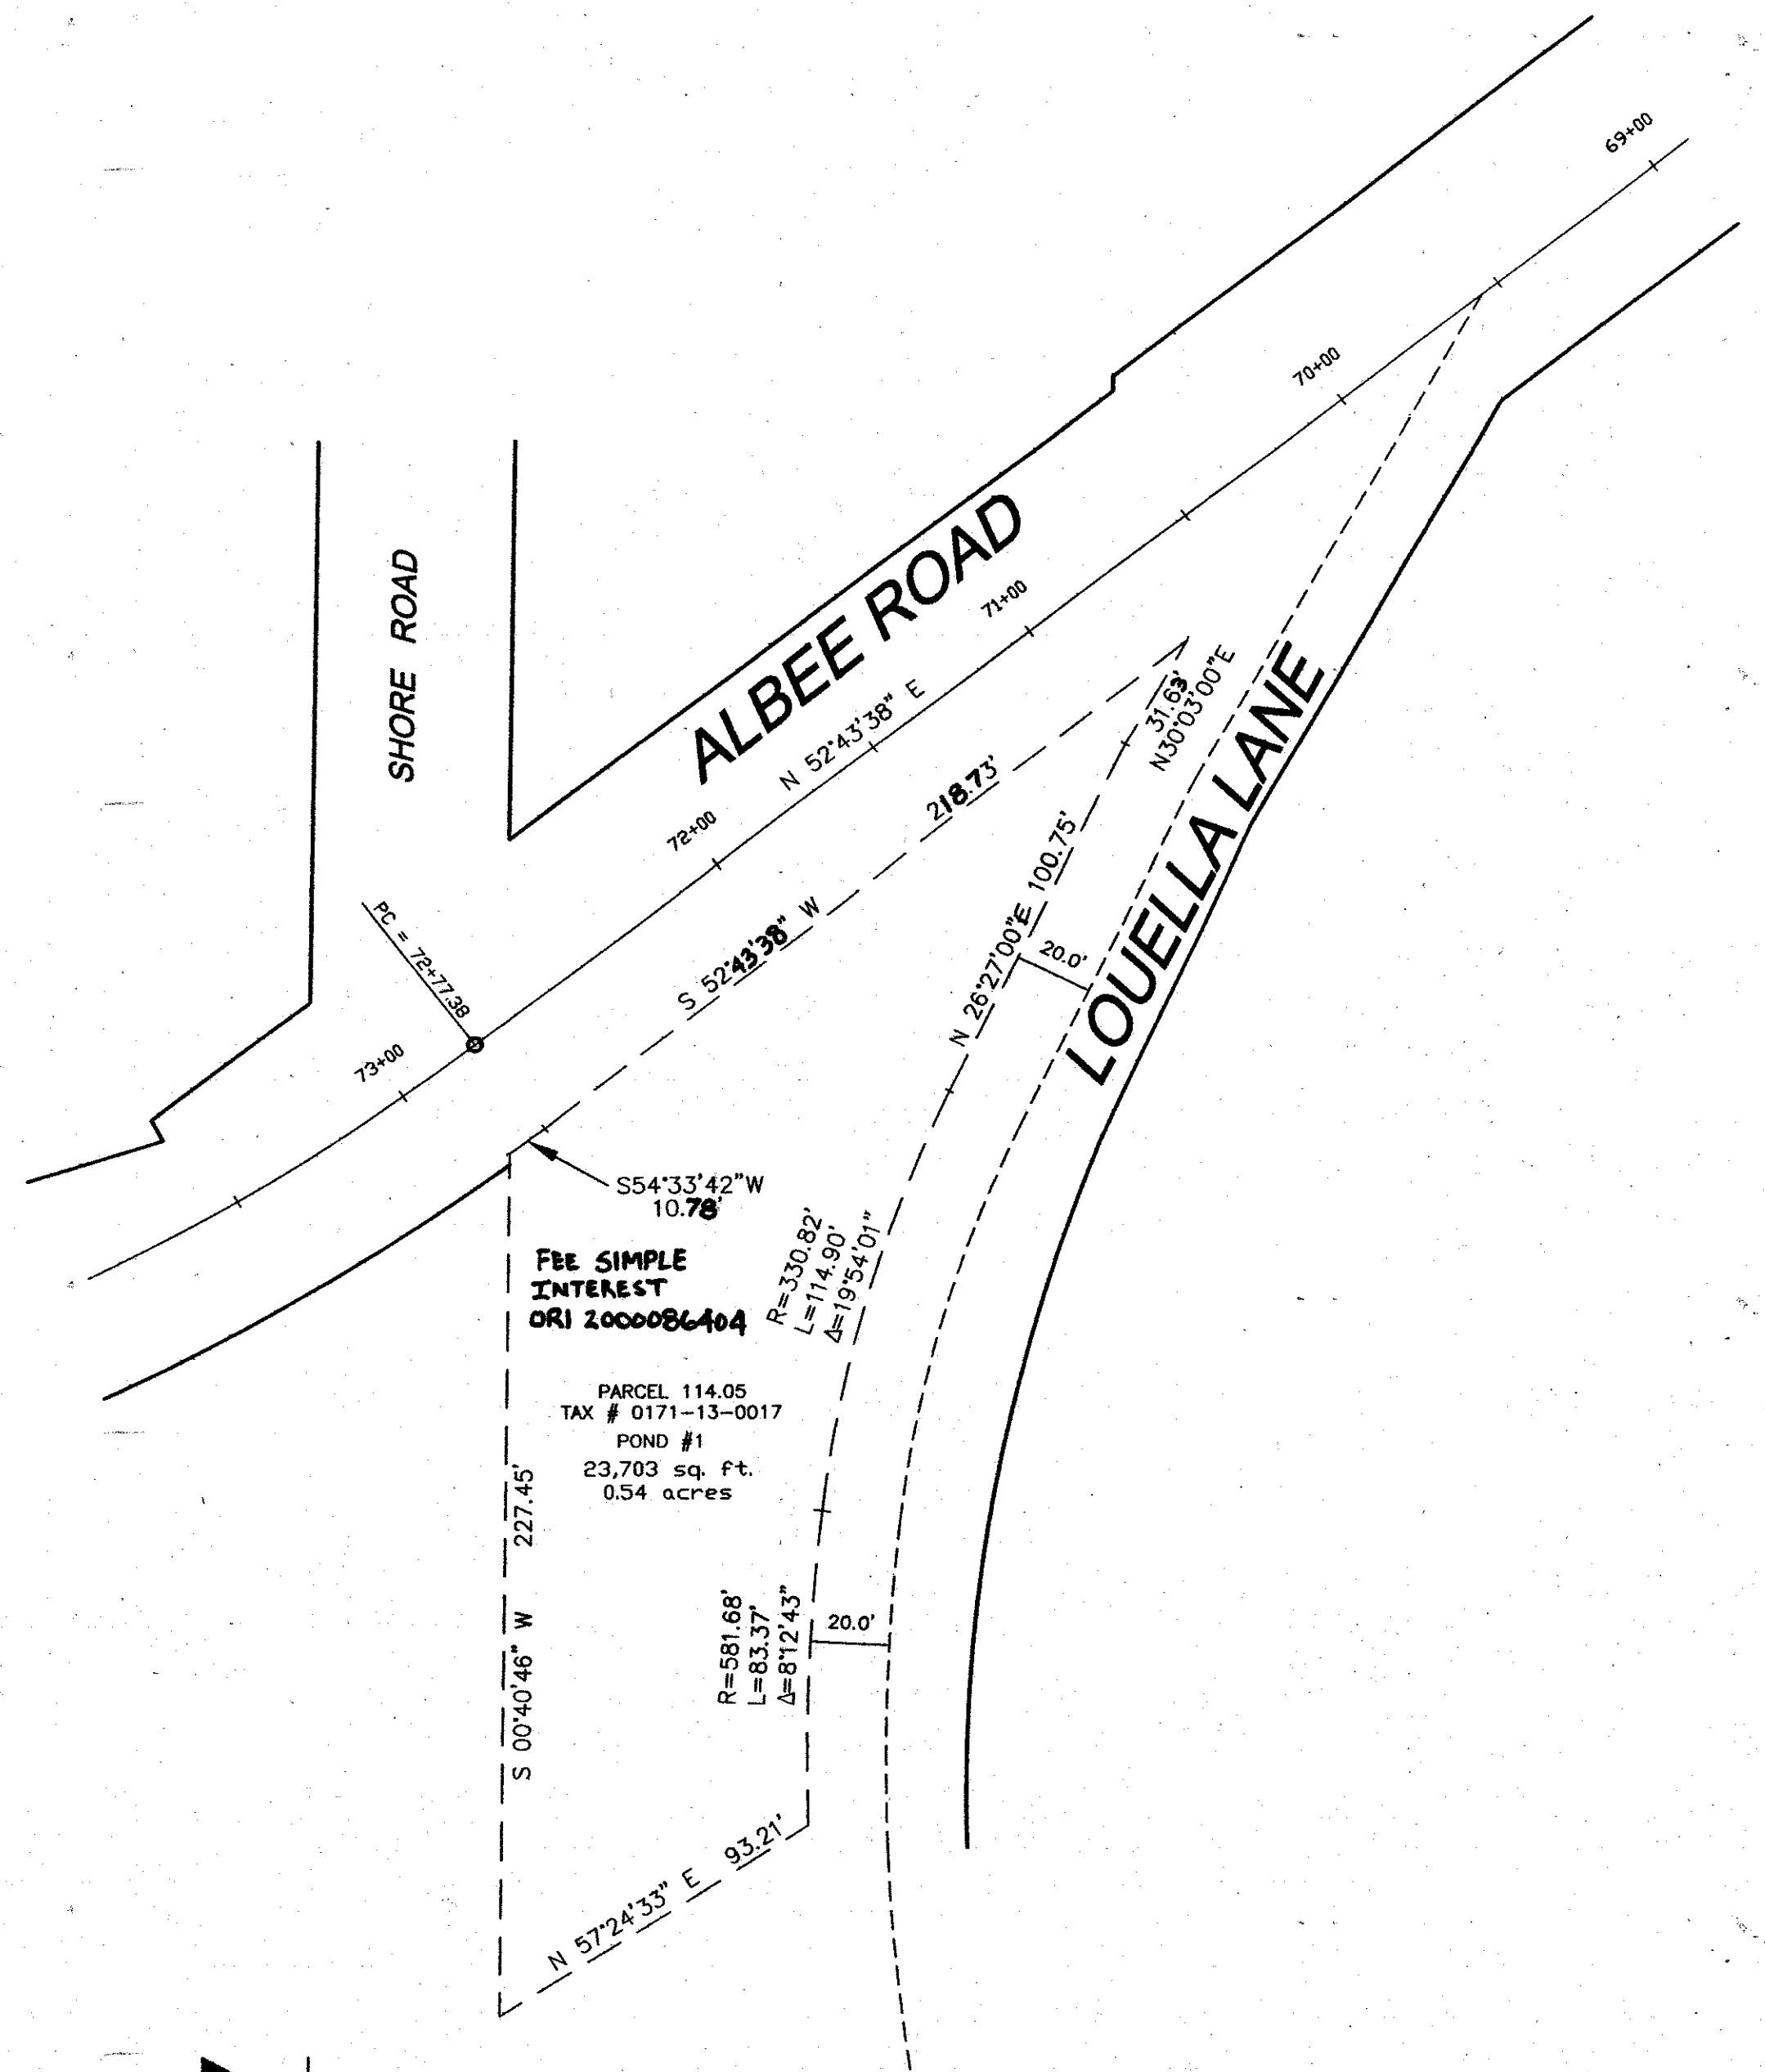 69+00
70+00
SHORE ROAD
ALBEE ROAD
71+00
N 52°43'38" E
72+00
31.63'
N30°03'00"E
218.73'
S 52°43'38" W
N 26°27'00"E 100.75'
20.0'
LOUELLA LANE
PC = 72+77.38
73+00
S54°33'42"W
10.78'
FEE SIMPLE
INTEREST
ORI 2000086404
R=330.82'
L=114.90'
Δ=19°54'01"
PARCEL 114.05
TAX # 0171-13-0017
POND #1
23,703 sq. ft.
0.54 acres
S 00°40'46" W 227.45'
R=581.68'
L=83.37'
Δ=8°12'43"
20.0'
N 57°24'33" E 93.21'